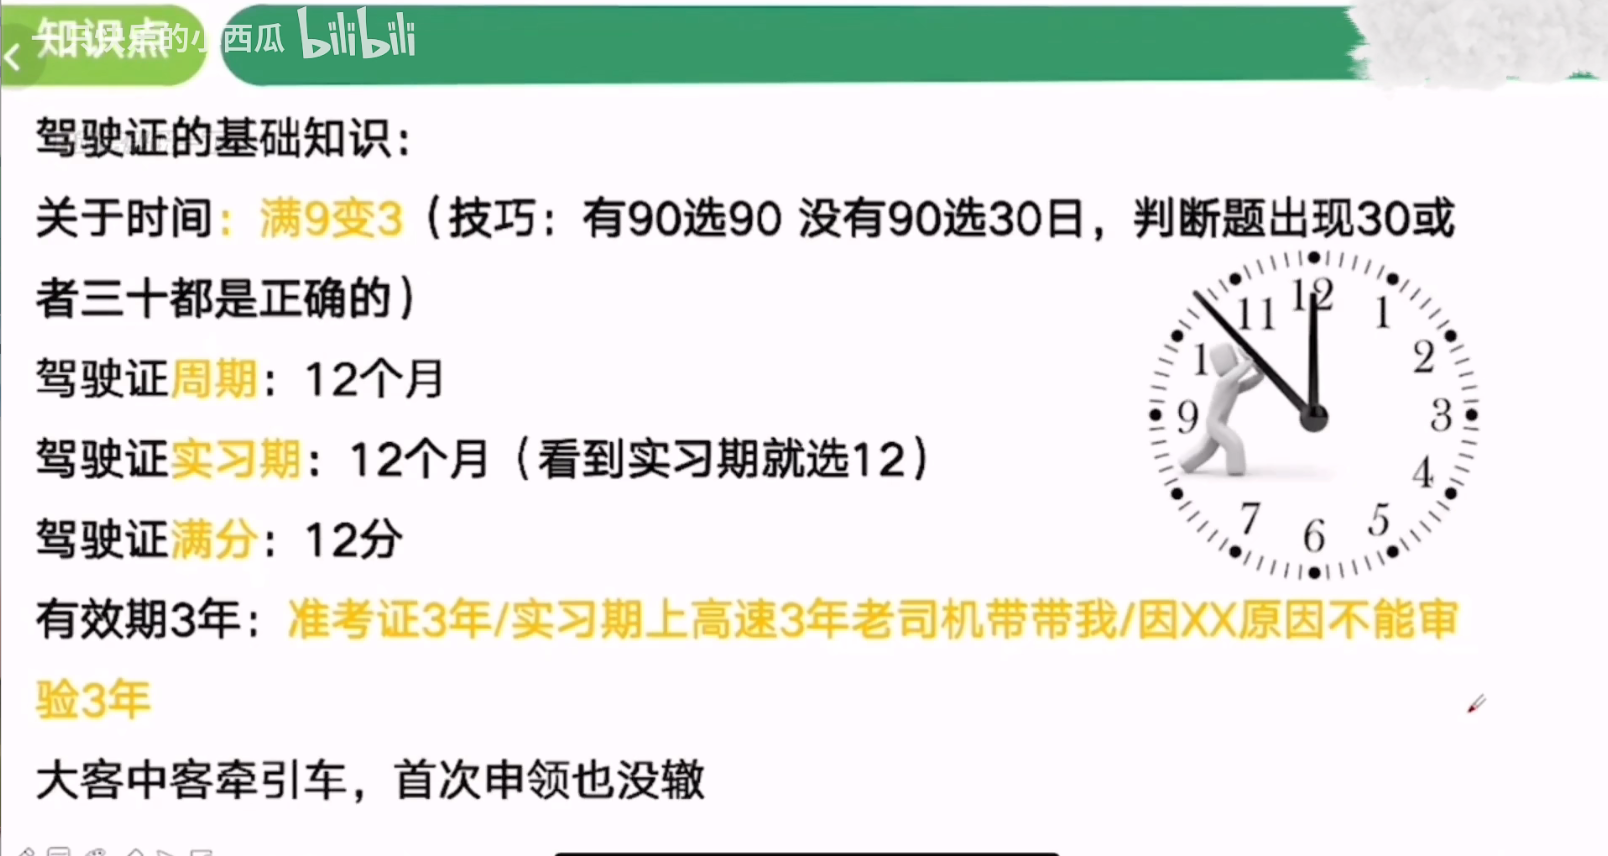 知识点 的小西瓜 bilibili
驾驶证的基础知识：
关于时间：满9变3（技巧：有90选90 没有90选30日，判断题出现30或
者三十都是正确的）
驾驶证周期：12个月
驾驶证实习期：12个月（看到实习期就选12）
驾驶证满分：12分
有效期3年：准考证3年/实习期上高速3年老司机带带我/因XX原因不能审
验3年
大客中客牵引车，首次申领也没辙
11 12 1
1 2
9 3
4
7 6 5